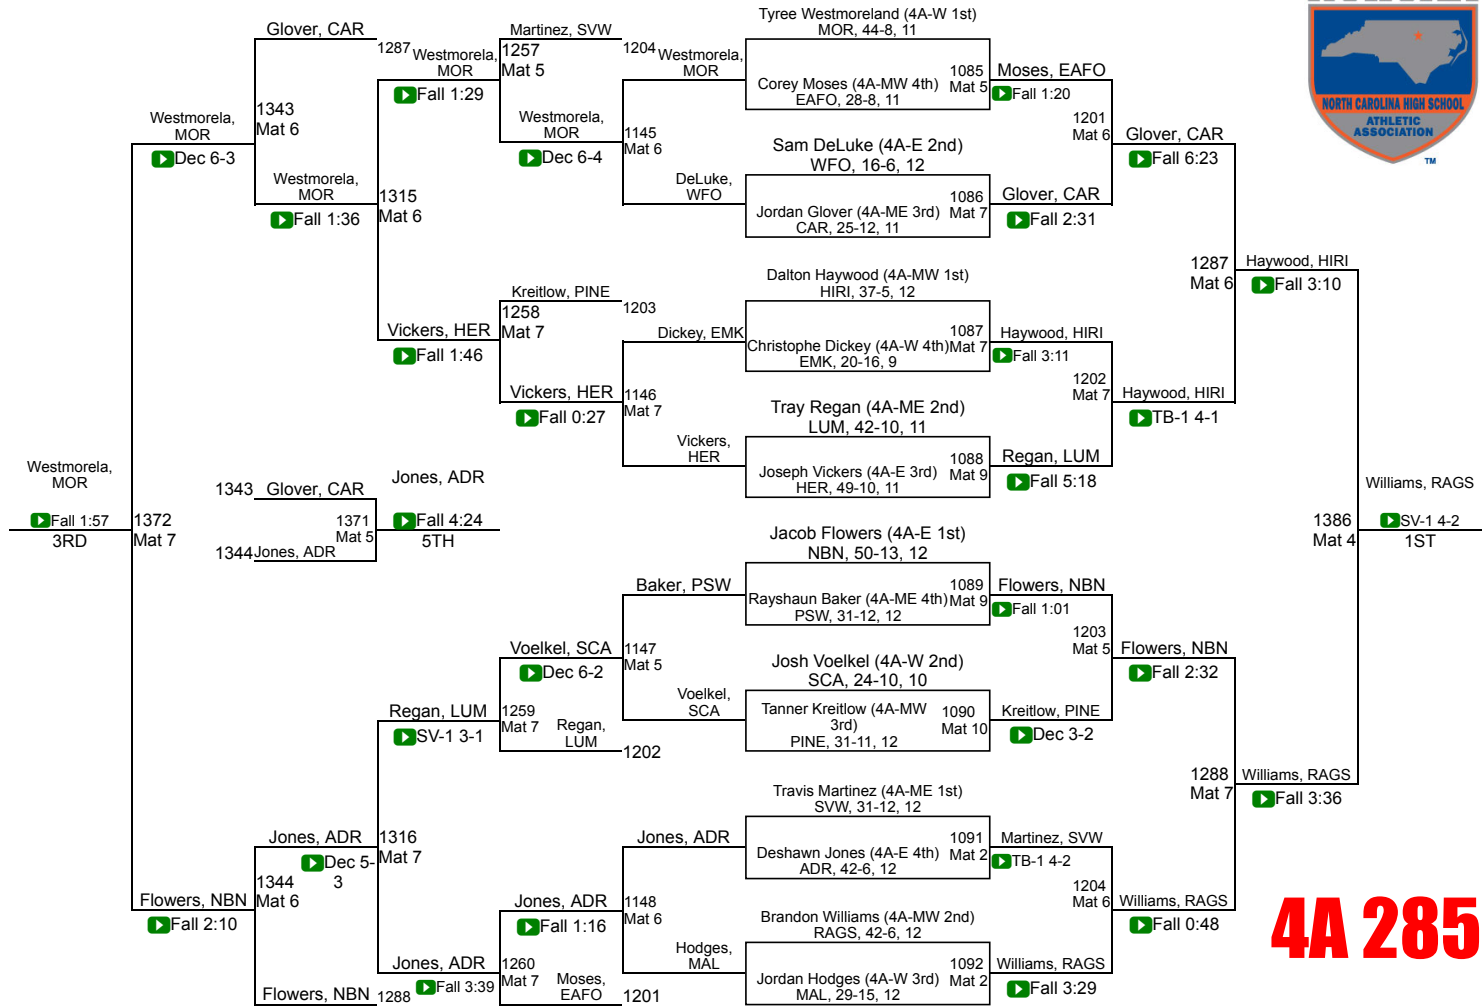 Glover, CAR
1287
Westmorela,
MOR
Fall 1:29
Martinez, SVW
1204
1257
Mat 5
Westmorela,
MOR
Dec 6-4
Westmorela,
MOR
1145
Mat 6
DeLuke,
WFO
Tyree Westmoreland (4A-W 1st)
MOR, 44-8, 11
Corey Moses (4A-MW 4th)
EAFO, 28-8, 11
1085
Mat 5
Moses, EAFO
Fall 1:20
Sam DeLuke (4A-E 2nd)
WFO, 16-6, 12
Jordan Glover (4A-ME 3rd)
CAR, 25-12, 11
1086
Mat 7
Glover, CAR
Fall 2:31
1201
Mat 6
Glover, CAR
Fall 6:23
NORTH CAROLINA HIGH SCHOOL
ATHLETIC
ASSOCIATION
TM
Westmorela,
MOR
Dec 6-3
1343
Mat 6
Westmorela,
MOR
Fall 1:36
1315
Mat 6
Vickers, HER
Fall 1:46
Kreitlow, PINE
1203
1258
Mat 7
Vickers, HER
Fall 0:27
Dickey, EMK
1146
Mat 7
Vickers,
HER
Dalton Haywood (4A-MW 1st)
HIRI, 37-5, 12
Christophe Dickey (4A-W 4th)
EMK, 20-16, 9
1087
Mat 7
Haywood, HIRI
Fall 3:11
Tray Regan (4A-ME 2nd)
LUM, 42-10, 11
Joseph Vickers (4A-E 3rd)
HER, 49-10, 11
1088
Mat 9
Regan, LUM
Fall 5:18
1202
Mat 7
Haywood, HIRI
TB-1 4-1
1287
Mat 6
Haywood, HIRI
Fall 3:10
Westmorela,
MOR
Fall 1:57
3RD
1372
Mat 7
1343
Glover, CAR
1344
Jones, ADR
1371
Mat 5
Jones, ADR
Fall 4:24
5TH
1386
Mat 4
Williams, RAGS
SV-1 4-2
1ST
Baker, PSW
Voelkel, SCA
Dec 6-2
1147
Mat 5
Voelkel,
SCA
Regan, LUM
SV-1 3-1
1259
Mat 7
Regan,
LUM
1202
Jacob Flowers (4A-E 1st)
NBN, 50-13, 12
Rayshaun Baker (4A-ME 4th)
PSW, 31-12, 12
1089
Mat 9
Flowers, NBN
Fall 1:01
Josh Voelkel (4A-W 2nd)
SCA, 24-10, 10
Tanner Kreitlow (4A-MW
3rd)
PINE, 31-11, 12
1090
Mat 10
Kreitlow, PINE
Dec 3-2
1203
Mat 5
Flowers, NBN
Fall 2:32
1288
Mat 7
Williams, RAGS
Fall 3:36
Jones, ADR
Dec 5-
3
1316
Mat 7
1344
Mat 6
Flowers, NBN
Fall 2:10
Flowers, NBN
1288
Jones, ADR
Fall 3:39
Jones, ADR
Fall 1:16
1260
Mat 7
Moses,
EAFO
1201
Jones, ADR
1148
Mat 6
Hodges,
MAL
Travis Martinez (4A-ME 1st)
SVW, 31-12, 12
Deshawn Jones (4A-E 4th)
ADR, 42-6, 12
1091
Mat 2
Martinez, SVW
TB-1 4-2
Brandon Williams (4A-MW 2nd)
RAGS, 42-6, 12
Jordan Hodges (4A-W 3rd)
MAL, 29-15, 12
1092
Mat 2
Williams, RAGS
Fall 3:29
1204
Mat 6
Williams, RAGS
Fall 0:48
4A 285